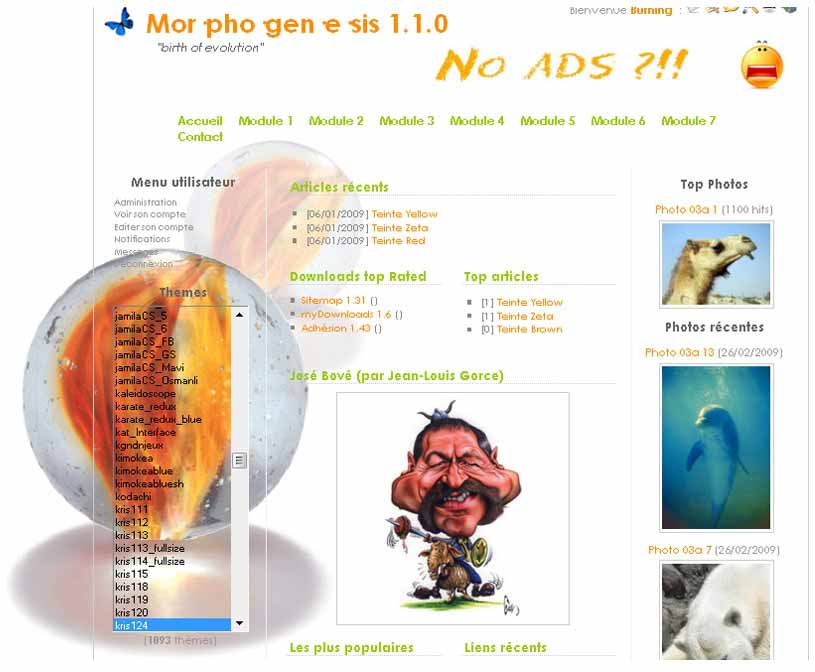 Bienvenue Burning :
Mor·pho·gen·e·sis 1.1.0
"birth of evolution"
No ADS ?!!
Accueil Module 1 Module 2 Module 3 Module 4 Module 5 Module 6 Module 7
Contact
Menu utilisateur
Administration
Voir son compte
Editer son compte
Notifications
Messages
Déconnexion
Themes
jamilaCS_5
jamilaCS_6
jamilaCS_FB
jamilaCS_GS
jamilaCS_Mavi
jamilaCS_Osmanli
kaleidoscope
karate_redux
karate_redux_blue
kat_Interface
kgndnjeux
kimokea
kimokeablue
kimokeabluesh
kodachi
kris111
kris112
kris113
kris113_fullsize
kris114_fullsize
kris115
kris118
kris119
kris120
kris124
(1093 thèmes)
Articles récents
[06/01/2009] Teinte Yellow
[06/01/2009] Teinte Zeta
[06/01/2009] Teinte Red
Downloads top Rated
Sitemap 1.31 ()
myDownloads 1.6 ()
Adhésion 1.43 ()
Top articles
[1] Teinte Yellow
[1] Teinte Zeta
[0] Teinte Brown
José Bové (par Jean-Louis Gorce)
Les plus populaires
Liens récents
Top Photos
Photo 03a 1 (1100 hits)
Photos récentes
Photo 03a 13 (26/02/2009)
Photo 03a 7 (26/02/2009)